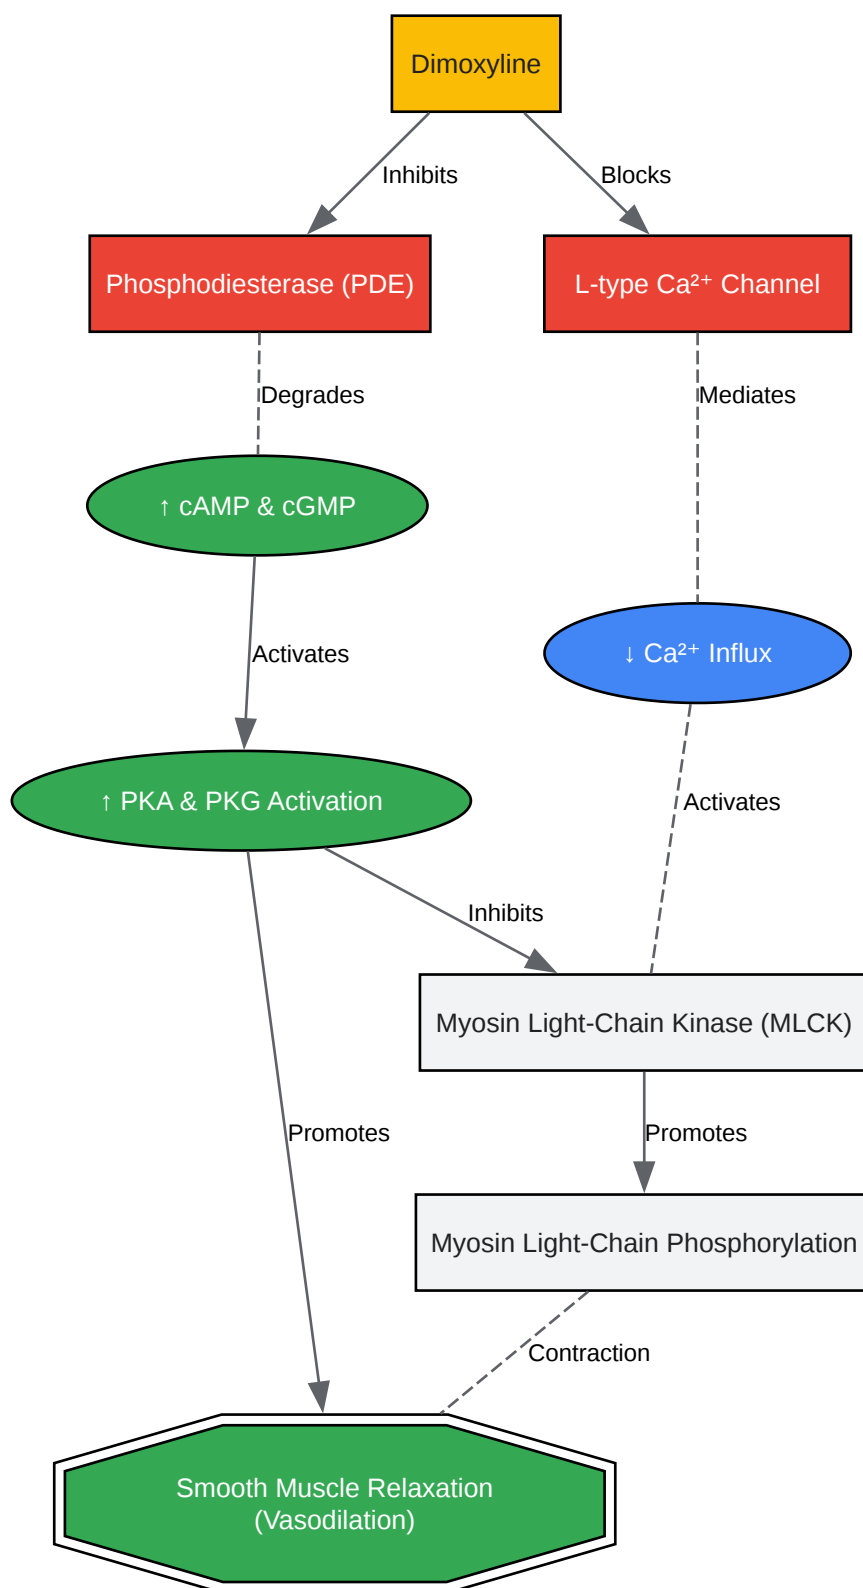 Dimoxyline
Inhibits
Blocks
Phosphodiesterase (PDE)
L-type Ca²⁺ Channel
Degrades
Mediates
↑ cAMP & cGMP
Activates
↓ Ca²⁺ Influx
↑ PKA & PKG Activation
Activates
Inhibits
Myosin Light-Chain Kinase (MLCK)
Promotes
Promotes
Myosin Light-Chain Phosphorylation
Contraction
Smooth Muscle Relaxation
(Vasodilation)